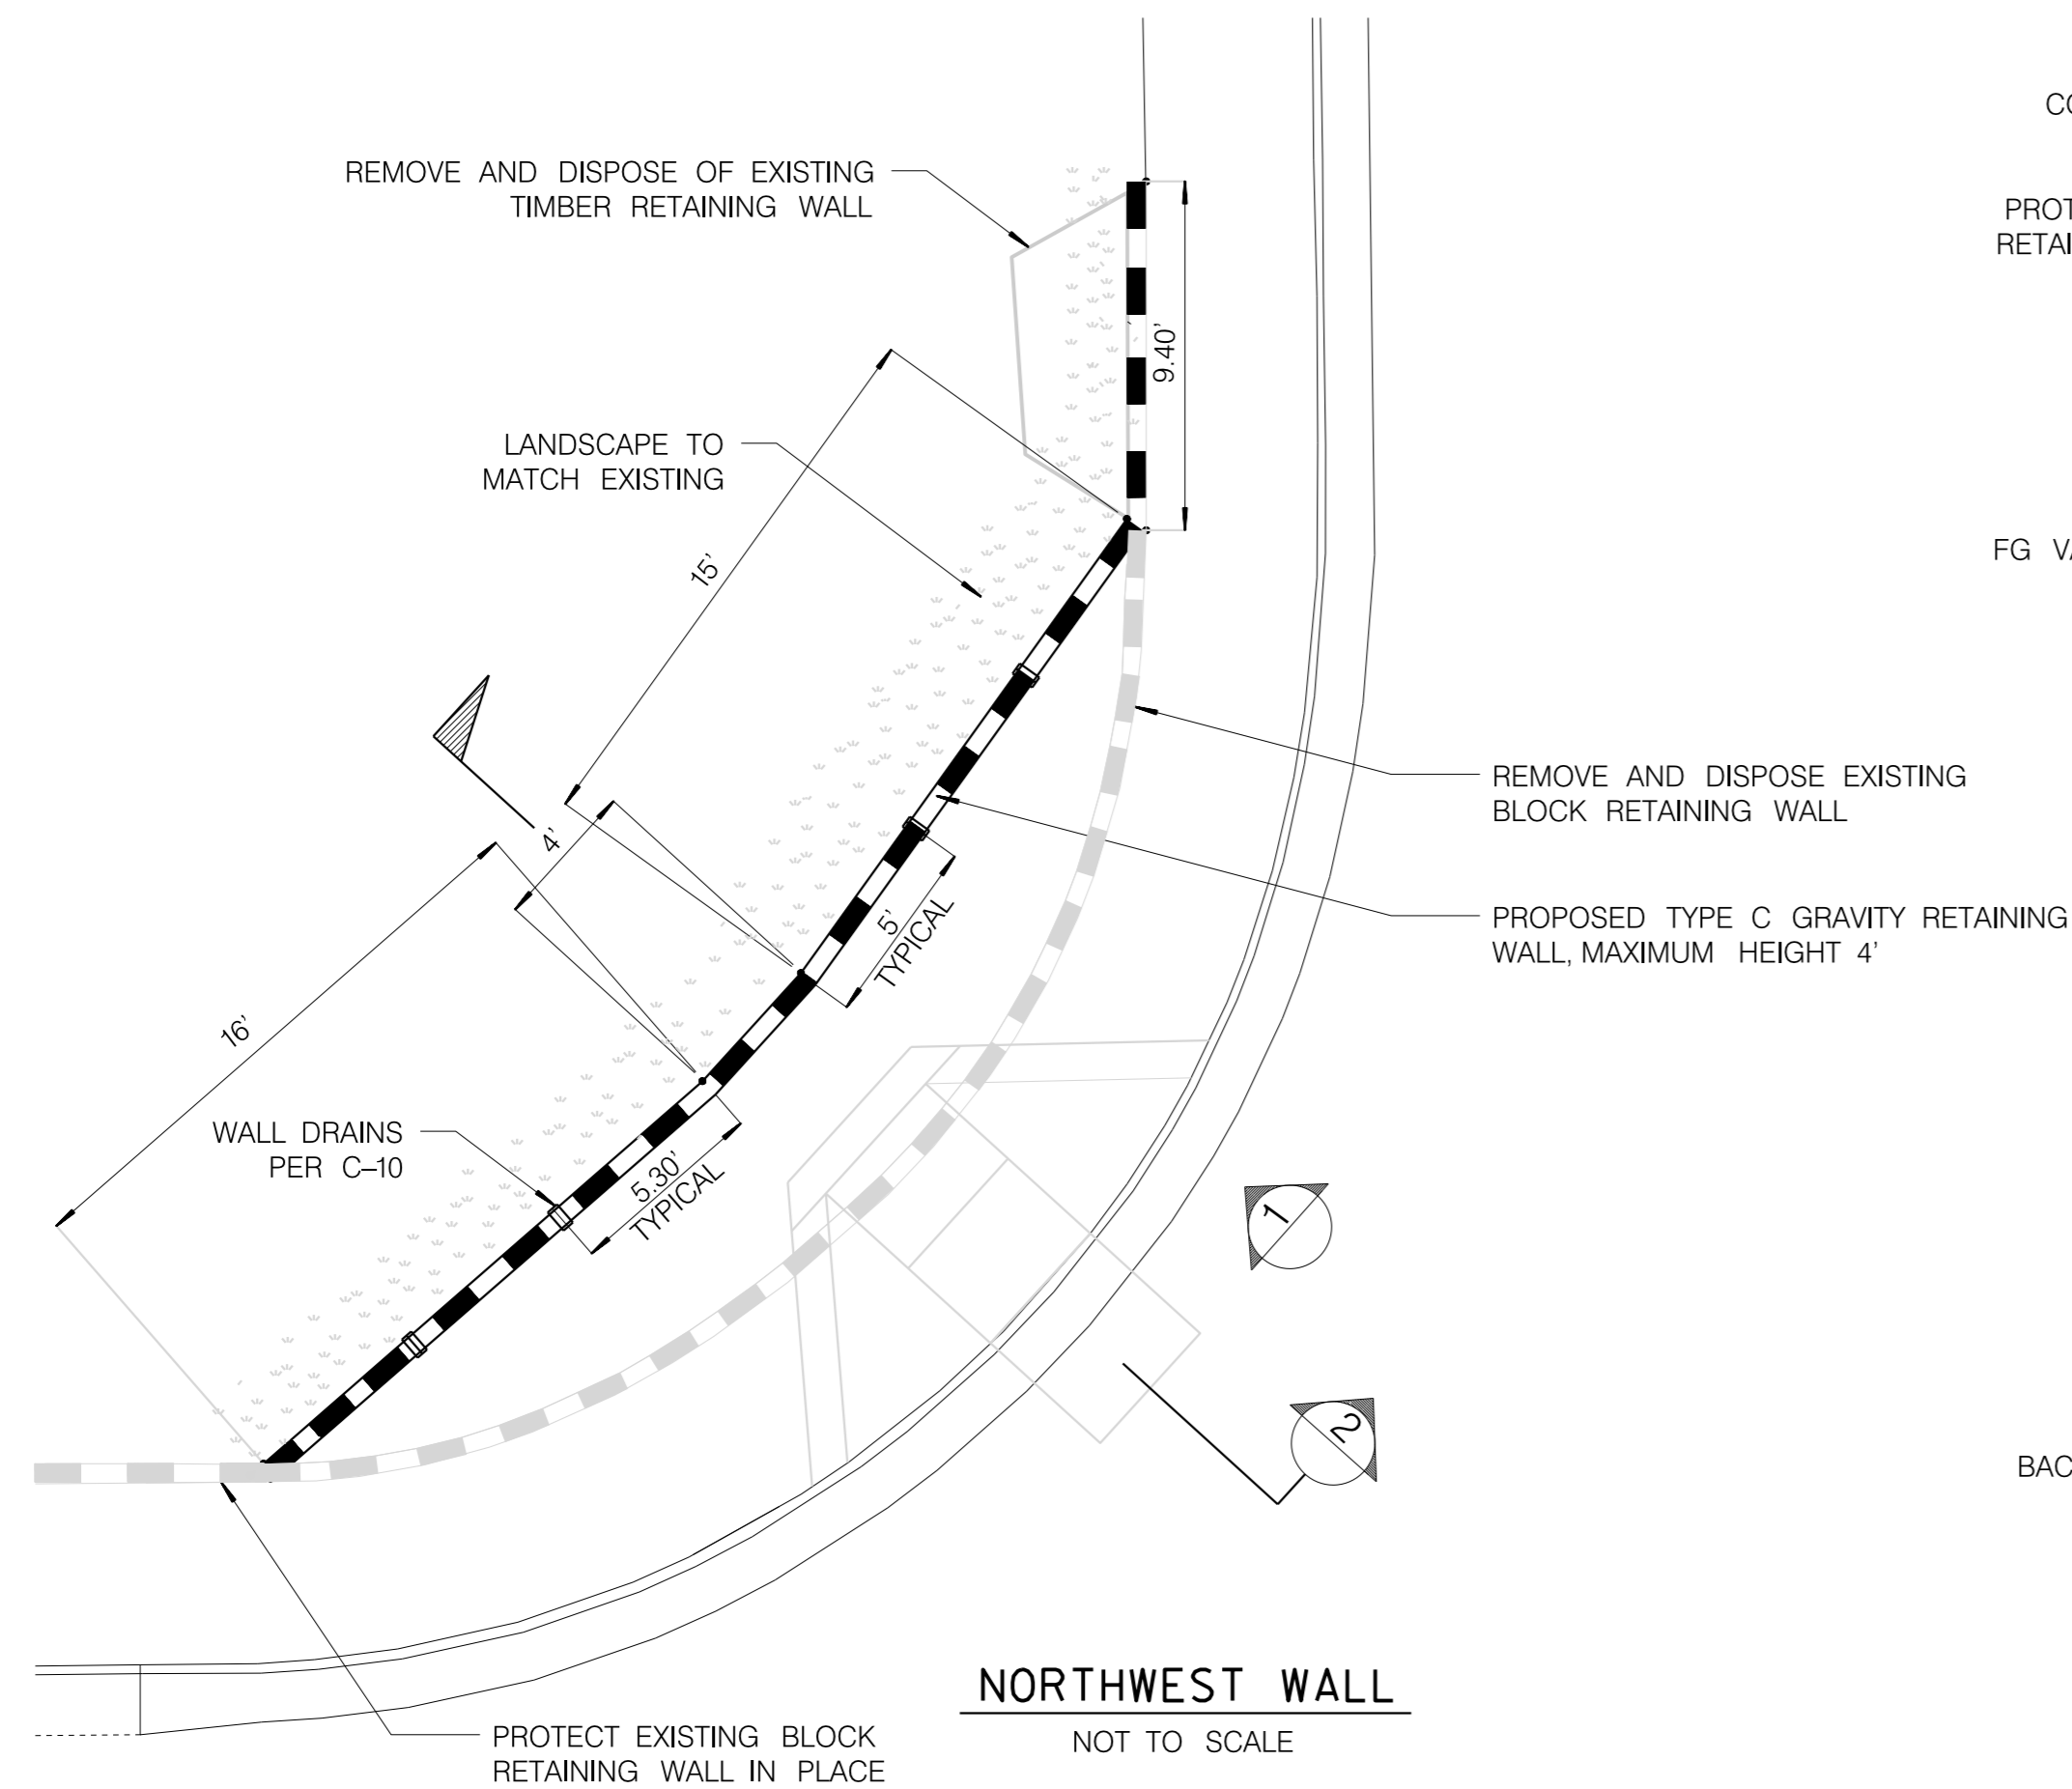 REMOVE AND DISPOSE OF EXISTING
TIMBER RETAINING WALL
9.40'
LANDSCAPE TO
MATCH EXISTING
15'
4'
16'
5'
TYPICAL
REMOVE AND DISPOSE EXISTING
BLOCK RETAINING WALL
PROPOSED TYPE C GRAVITY RETAINING
WALL, MAXIMUM HEIGHT 4'
WALL DRAINS
PER C-10
5.30'
TYPICAL
1
2
PROTECT EXISTING BLOCK
RETAINING WALL IN PLACE
NORTHWEST WALL
NOT TO SCALE
FG